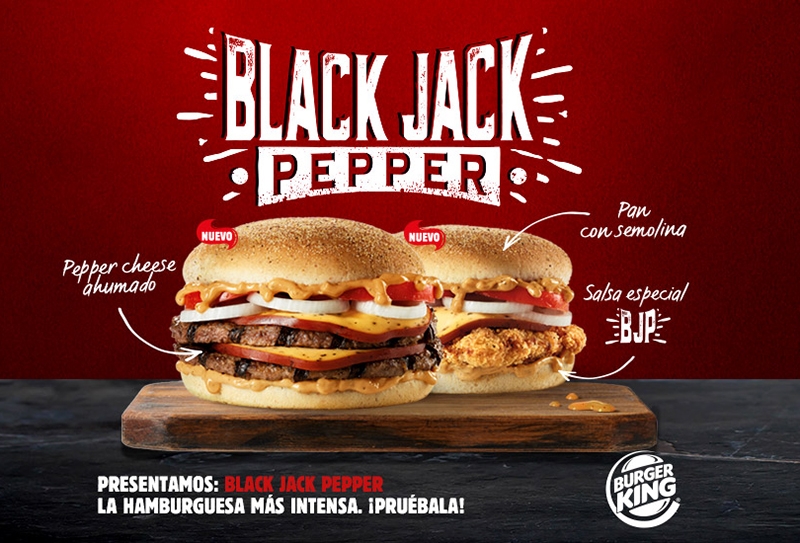 BLACK JACK
PEPPER
NUEVO
NUEVO
Pan
con semolina
Pepper cheese
ahumado
Salsa especial
BJP
PRESENTAMOS: BLACK JACK PEPPER
LA HAMBURGUESA MÁS INTENSA. ¡PRUÉBALA!
BURGER
KING